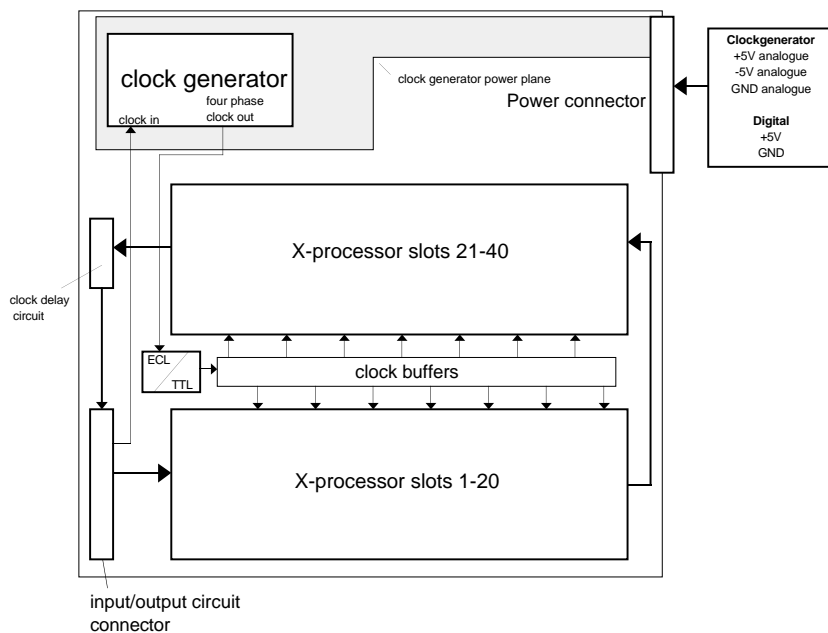 Clockgenerator
+5V analogue
-5V analogue
GND analogue
Digital
+5V
GND
clock generator
four phase
clock out
clock in
clock generator power plane
Power connector
X-processor slots 21-40
clock delay
circuit
ECL
TTL
clock buffers
X-processor slots 1-20
input/output circuit
connector